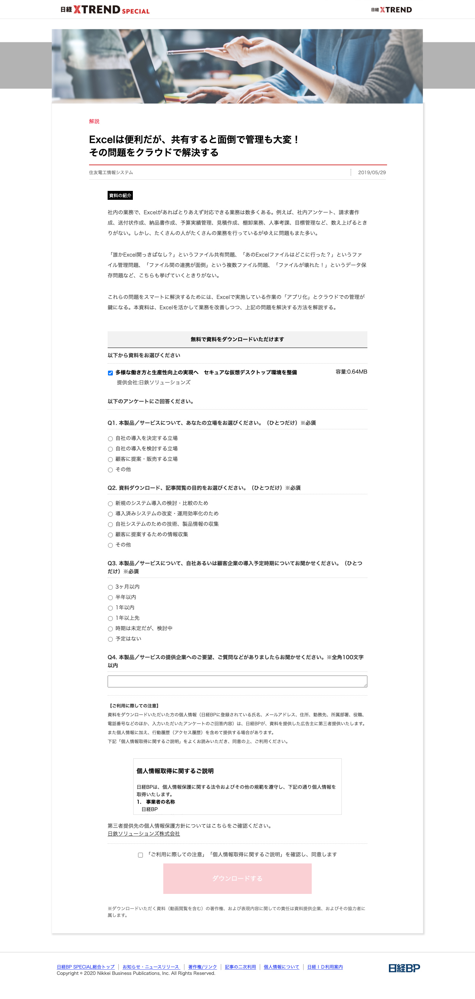 日経XTREND SPECIAL
日経XTREND
解説
Excelは便利だが、共有すると面倒で管理も大変！
その問題をクラウドで解決する
住友電工情報システム
2019/05/29
資料の紹介
社内の業務で、Excelがあればとりあえず対応できる業務は数多くある。例えば、社内アンケート、請求書作
成、送付状作成、納品書作成、予算実績管理、見積作成、棚卸業務、人事考課、目標管理など、数え上げるとき
りがない。しかし、たくさんの人がたくさんの業務を行っているがゆえに問題もまた多い。
「誰かExcel開っきぱなし？」というファイル共有問題、「あのExcelファイルはどこに行った？」というファ
イル管理問題、「ファイル間の連携が面倒」という複数ファイル問題、「ファイルが壊れた！」というデータ保
存問題など、こちらも挙げていくときりがない。
これらの問題をスマートに解決するためには、Excelで実施している作業の「アプリ化」とクラウドでの管理が
鍵になる。本資料は、Excelを活かして業務を改善しつつ、上記の問題を解決する方法を解説する。
無料で資料をダウンロードいただけます
以下から資料をお選びください
多様な働き方と生産性向上の実現へ　セキュアな仮想デスクトップ環境を整備
容量:0.64MB
提供会社:日鉄ソリューションズ
以下のアンケートにご回答ください。
Q1. 本製品／サービスについて、あなたの立場をお選びください。（ひとつだけ）※必須
自社の導入を決定する立場
自社の導入を検討する立場
顧客に提案・販売する立場
その他
Q2. 資料ダウンロード、記事閲覧の目的をお選びください。（ひとつだけ）※必須
新規のシステム導入の検討・比較のため
導入済みシステムの改変・運用効率化のため
自社システムのための技術、製品情報の収集
顧客に提案するための情報収集
その他
Q3. 本製品／サービスについて、自社あるいは顧客企業の導入予定時期についてお聞かせください。（ひとつ
だけ）※必須
3ヶ月以内
半年以内
1年以内
1年以上先
時期は未定だが、検討中
予定はない
Q4. 本製品／サービスの提供企業へのご要望、ご質問などがありましたらお聞かせください。※全角100文字
以内
【ご利用に際しての注意】
資料をダウンロードいただいた方の個人情報（日経BPに登録されている氏名、メールアドレス、住所、勤務先、所属部署、役職、
電話番号などのほか、入力いただいたアンケートのご回答内容）は、日経BPが、資料を提供した広告主に第三者提供いたします。
また個人情報に加え、行動履歴（アクセス履歴）を含めて提供する場合があります。
下記「個人情報取得に関するご説明」をよくお読みいただき、同意の上、ご利用ください。
個人情報取得に関するご説明
日経BPは、個人情報保護に関する法令およびその他の規範を遵守し、下記の通り個人情報を
取得いたします。
1.　事業者の名称
日経BP
第三者提供先の個人情報保護方針についてはこちらをご確認ください。
日鉄ソリューションズ株式会社
「ご利用に際しての注意」「個人情報取得に関するご説明」を確認し、同意します
ダウンロードする
※ダウンロードいただく資料（動画閲覧を含む）の著作権、および表現内容に関しての責任は資料提供企業、およびその協力者に
属します。
日経BP SPECIAL総合トップ
お知らせ・ニュースリリース
著作権/リンク
記事の二次利用
個人情報について
日経ＩＤ利用案内
日経BP
Copyright © 2020 Nikkei Business Publications, Inc. All Rights Reserved.